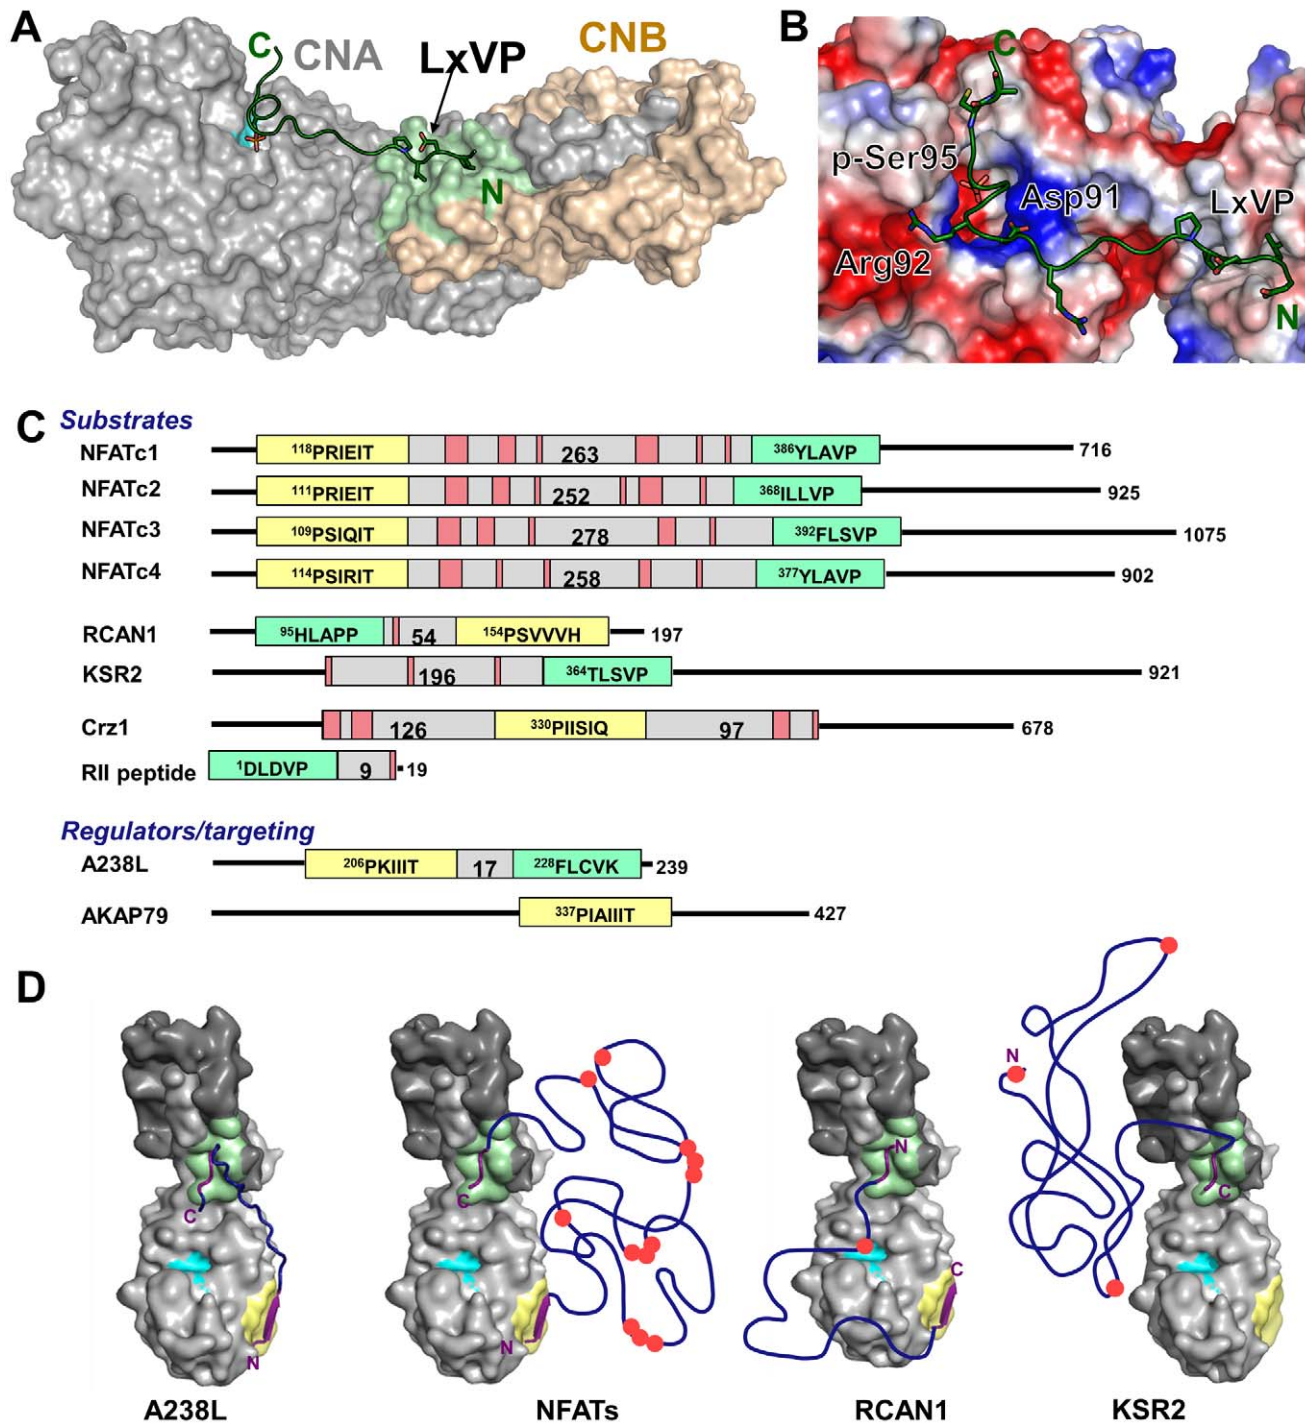 A
C
CNA
LxVP
CNB
N
B
C
p-Ser95
Asp91
LxVP
Arg92
N
C
Substrates
NFATc1 118PRIEIT 263 386YLAVP 716
NFATc2 111PRIEIT 252 368ILLVP 925
NFATc3 109PSIQIT 278 392FLSVP 1075
NFATc4 114PSIRIT 258 377YLAVP 902
RCAN1 95HLAPP 54 154PSVVVH 197
KSR2 196 364TLSVP 921
Crz1 126 330PIISIQ 97 678
RII peptide 1DLDVP 9 19
Regulators/targeting
A238L 206PKIIIT 17 228FLCVK 239
AKAP79 337PIAIIIT 427
D
C
N
C
N
N
C
N
C
A238L NFATs RCAN1 KSR2